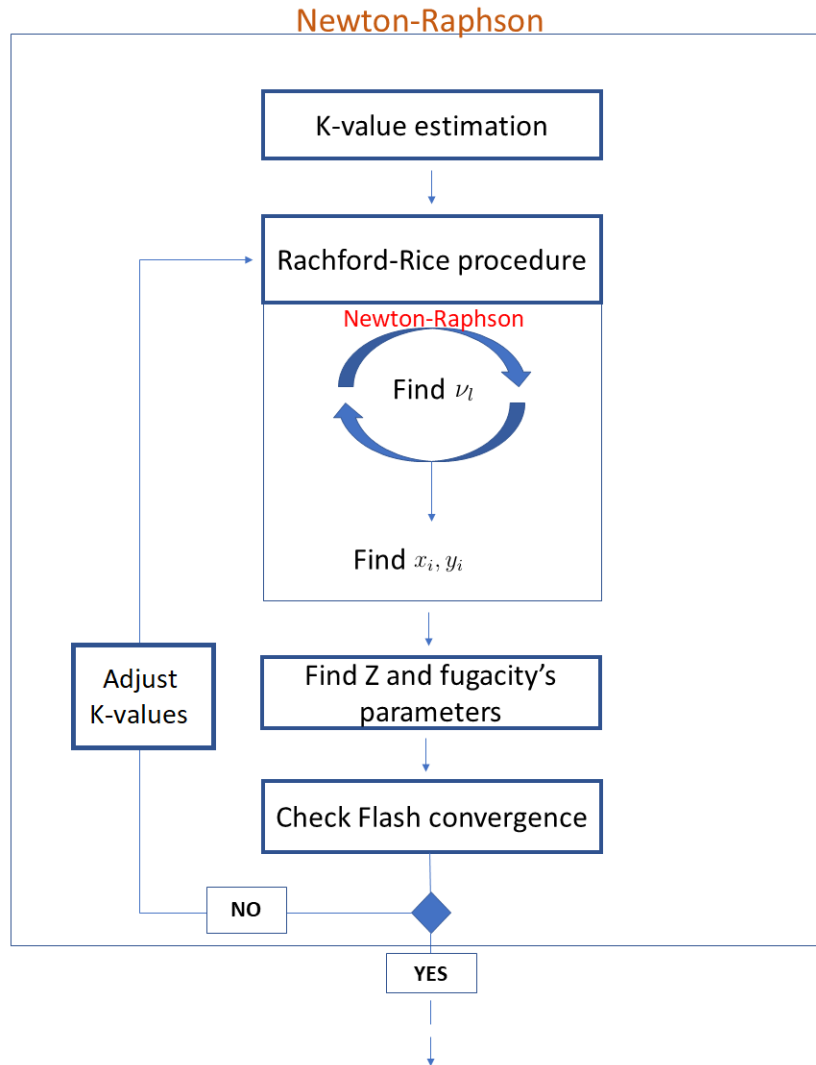 Newton-Raphson
K-value estimation
Rachford-Rice procedure
Newton-Raphson
Find $\nu_l$
Find $x_i, y_i$
Adjust
K-values
Find Z and fugacity's
parameters
Check Flash convergence
NO
YES